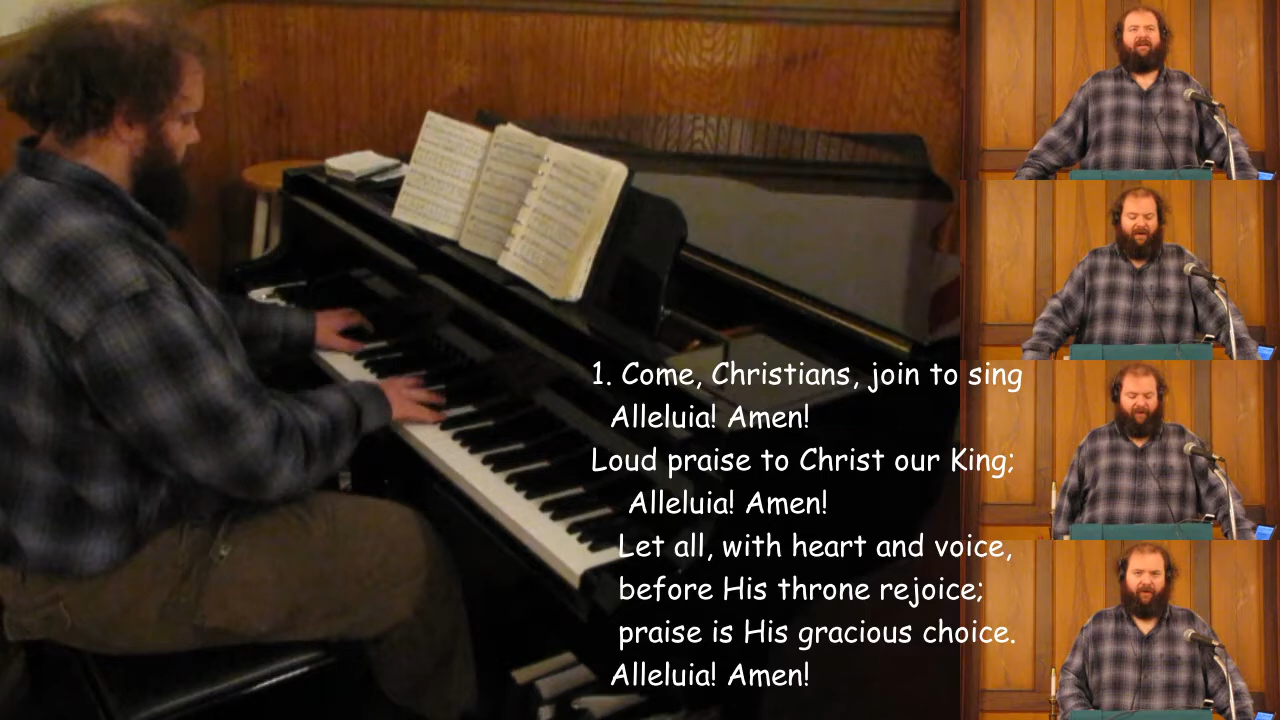 1. Come, Christians, join to sing
Alleluia! Amen!
Loud praise to Christ our King;
Alleluia! Amen!
Let all, with heart and voice,
before His throne rejoice;
praise is His gracious choice.
Alleluia! Amen!